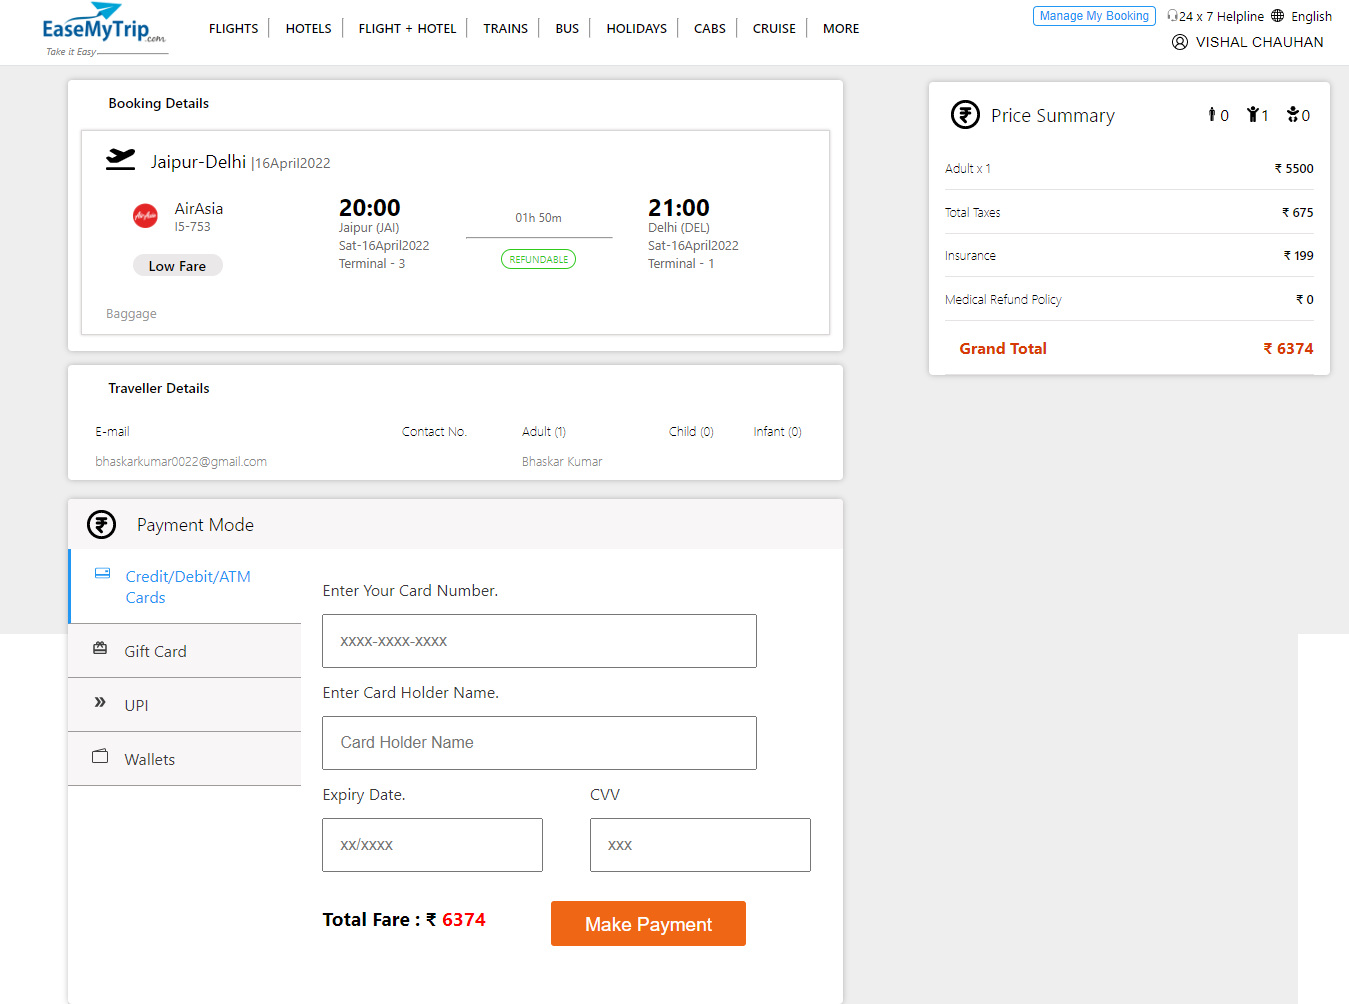 EaseMyTrip.com
Take it Easy
FLIGHTS HOTELS FLIGHT + HOTEL TRAINS BUS HOLIDAYS CABS CRUISE MORE
Manage My Booking 24 x 7 Helpline English
VISHAL CHAUHAN
Booking Details
Jaipur-Delhi |16April2022
AirAsia
AirAsia
I5-753
Low Fare
20:00
Jaipur (JAI)
Sat-16April2022
Terminal - 3
01h 50m
REFUNDABLE
21:00
Delhi (DEL)
Sat-16April2022
Terminal - 1
Baggage
Price Summary 0 1 0
Adult x 1 ₹ 5500
Total Taxes ₹ 675
Insurance ₹ 199
Medical Refund Policy ₹ 0
Grand Total ₹ 6374
Traveller Details
E-mail Contact No. Adult (1) Child (0) Infant (0)
bhaskarkumar0022@gmail.com Bhaskar Kumar
Payment Mode
Credit/Debit/ATM
Cards
Gift Card
UPI
Wallets
Enter Your Card Number.
xxxx-xxxx-xxxx
Enter Card Holder Name.
Card Holder Name
Expiry Date. CVV
xx/xxxx xxx
Total Fare : ₹ 6374 Make Payment